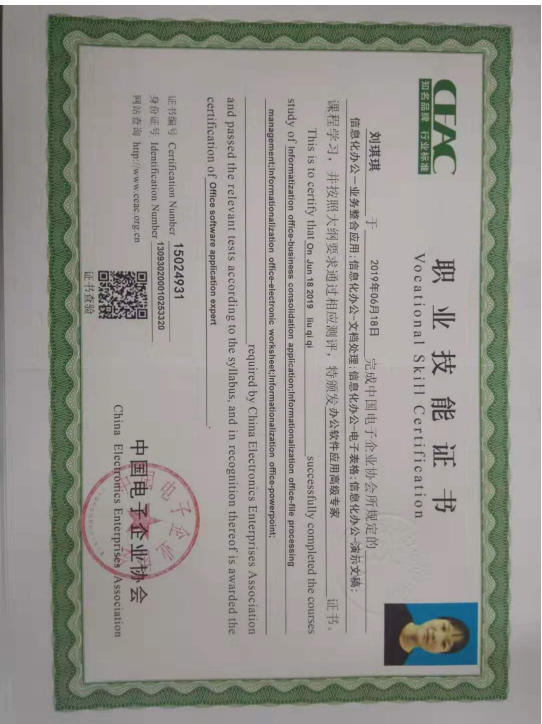 CEAC
知名品牌 行业标准
职业技能证书
Vocational Skill Certification
刘琪琪 于 2019年06月18日 完成中国电子企业协会所规定的
信息化办公-业务整合应用;信息化办公-文档处理;信息化办公-电子表格;信息化办公-演示文稿;
课程学习，并按照大纲要求通过相应测评，特颁发办公软件应用高级专家 证书。
This is to certify that On Jun 18 2019 liu qi qi successfully completed the courses
study of Informatization office-business consolidation application;Informationalization office-file processing
management;Informationalization office-electronic worksheet;Informationalization office-powerpoint;
required by China Electronics Enterprises Association
and passed the relevant tests according to the syllabus, and in recognition thereof is awarded the
certification of Office software application expert .
证书编号 Certification Number 15024931
身份证号 Identification Number 130930200010253320
网站查询 http://www.ceac.org.cn
证书查验
中国电子企业协会
China Electronics Enterprises Association